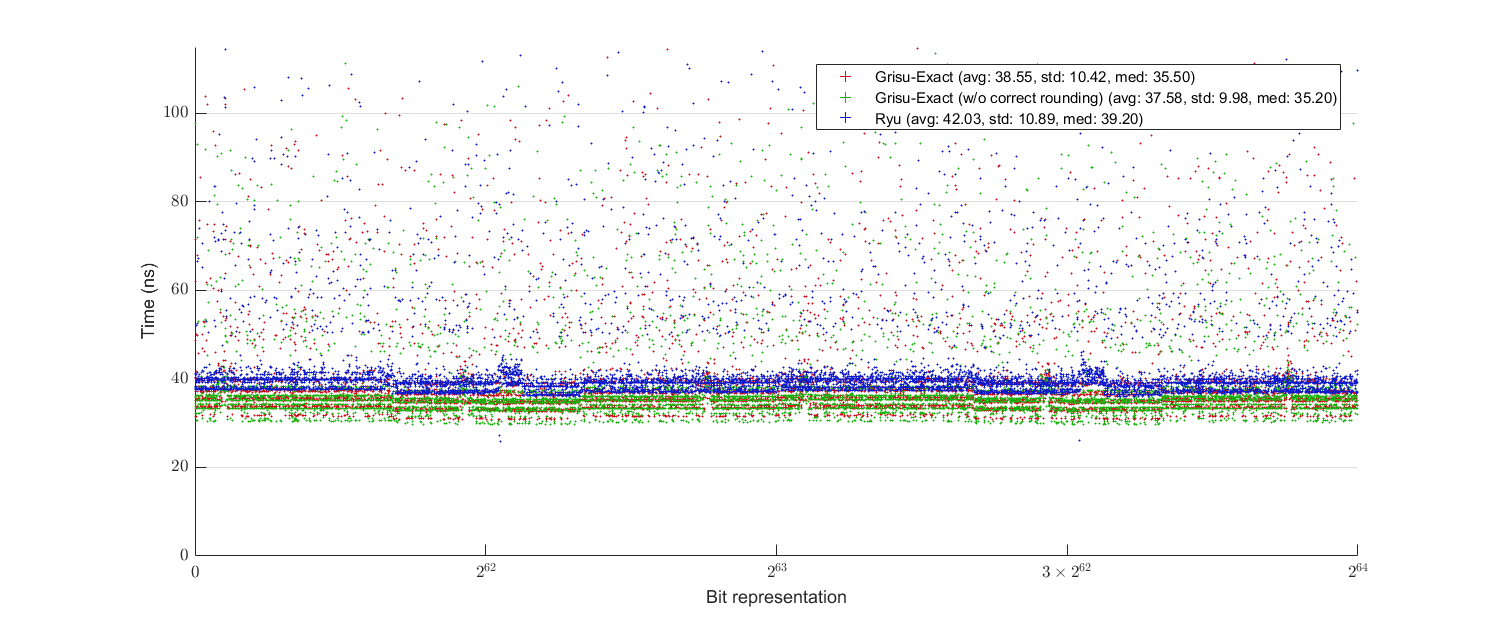 Grisu-Exact (avg: 38.55, std: 10.42, med: 35.50)
Grisu-Exact (w/o correct rounding) (avg: 37.58, std: 9.98, med: 35.20)
Ryu (avg: 42.03, std: 10.89, med: 39.20)
100
80
60
40
20
0
Time (ns)
0
2^62
2^63
3 × 2^62
2^64
Bit representation